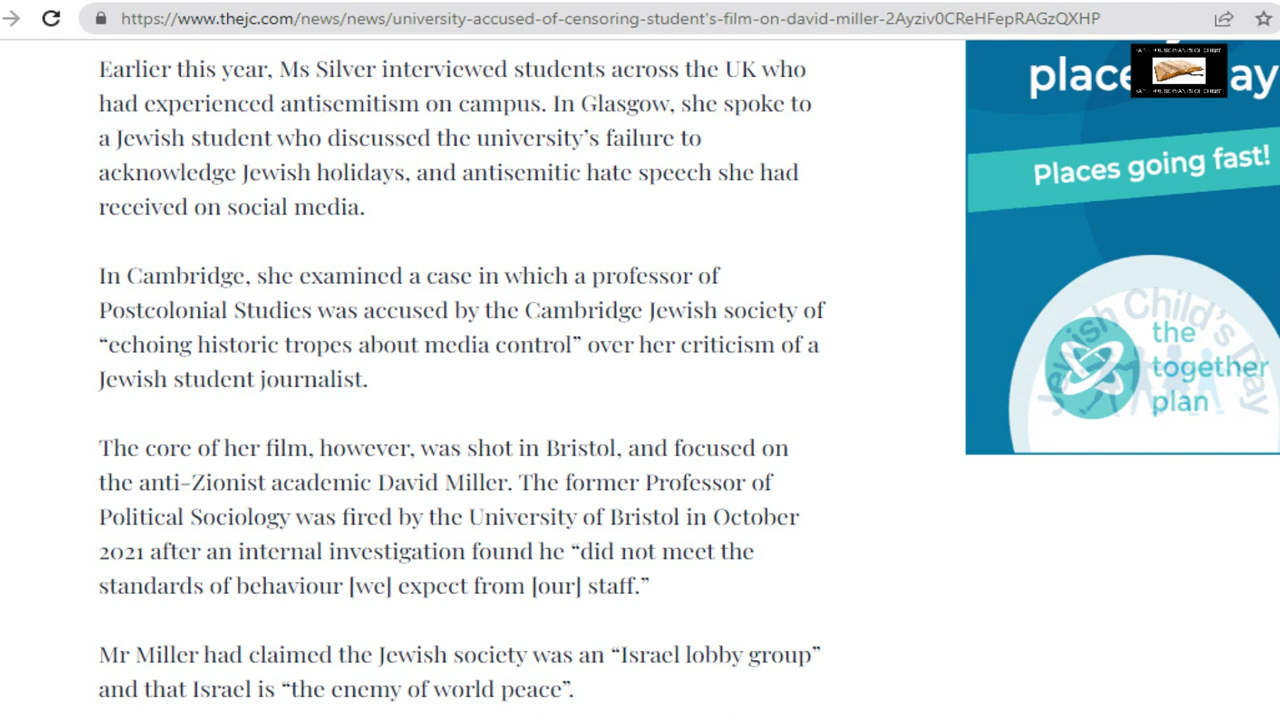 https://www.thejc.com/news/news/university-accused-of-censoring-student's-film-on-david-miller-2Ayziv0CReHFepRAGzQXHP
Earlier this year, Ms Silver interviewed students across the UK who
had experienced antisemitism on campus. In Glasgow, she spoke to
a Jewish student who discussed the university’s failure to
acknowledge Jewish holidays, and antisemitic hate speech she had
received on social media.
In Cambridge, she examined a case in which a professor of
Postcolonial Studies was accused by the Cambridge Jewish society of
“echoing historic tropes about media control” over her criticism of a
Jewish student journalist.
The core of her film, however, was shot in Bristol, and focused on
the anti-Zionist academic David Miller. The former Professor of
Political Sociology was fired by the University of Bristol in October
2021 after an internal investigation found he “did not meet the
standards of behaviour [we] expect from [our] staff.”
Mr Miller had claimed the Jewish society was an “Israel lobby group”
and that Israel is “the enemy of world peace”.
Places going fast!
Jewish Child's Day
the
together
plan